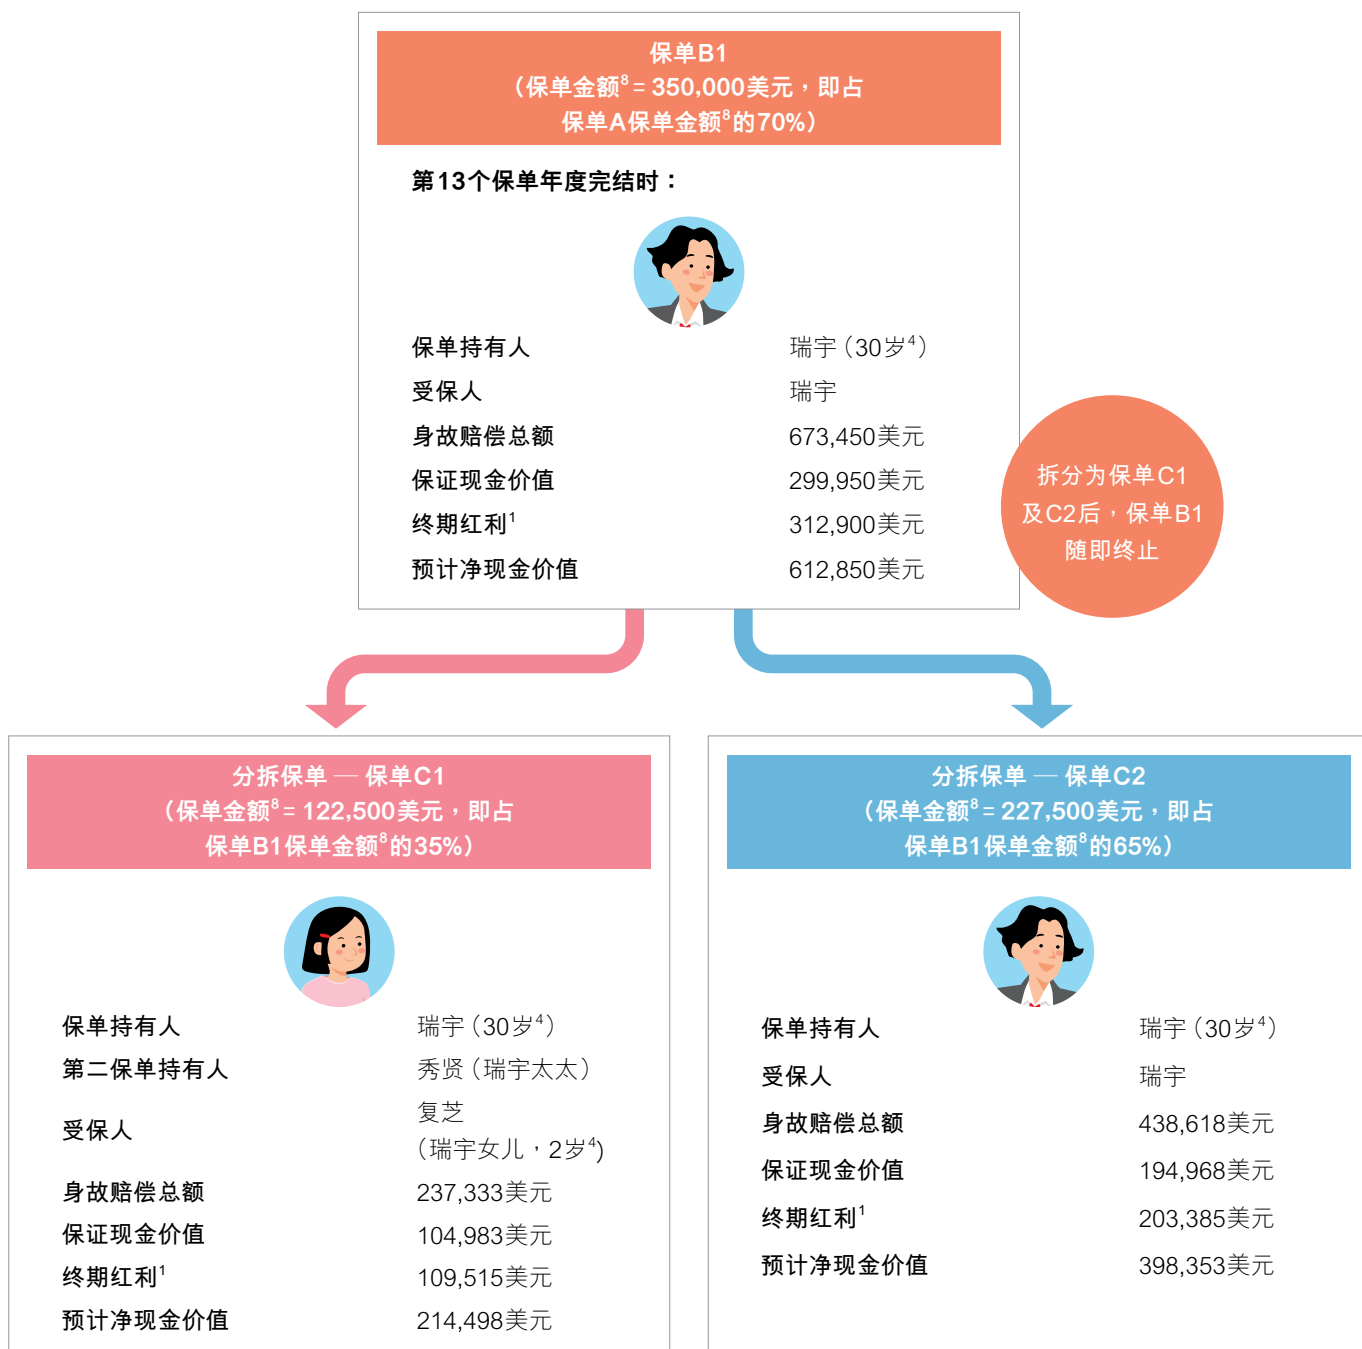 保单B1
（保单金额8 = 350,000美元，即占
保单A保单金额8的70%）
第13个保单年度完结时：
保单持有人 瑞宇（30岁4）
受保人 瑞宇
身故赔偿总额 673,450美元
保证现金价值 299,950美元
终期红利1 312,900美元
预计净现金价值 612,850美元
拆分为保单C1
及C2后，保单B1
随即终止
分拆保单 — 保单C1
（保单金额8 = 122,500美元，即占
保单B1保单金额8的35%）
保单持有人 瑞宇（30岁4）
第二保单持有人 秀贤（瑞宇太太）
受保人 复芝
（瑞宇女儿，2岁4)
身故赔偿总额 237,333美元
保证现金价值 104,983美元
终期红利1 109,515美元
预计净现金价值 214,498美元
分拆保单 — 保单C2
（保单金额8 = 227,500美元，即占
保单B1保单金额8的65%）
保单持有人 瑞宇（30岁4）
受保人 瑞宇
身故赔偿总额 438,618美元
保证现金价值 194,968美元
终期红利1 203,385美元
预计净现金价值 398,353美元